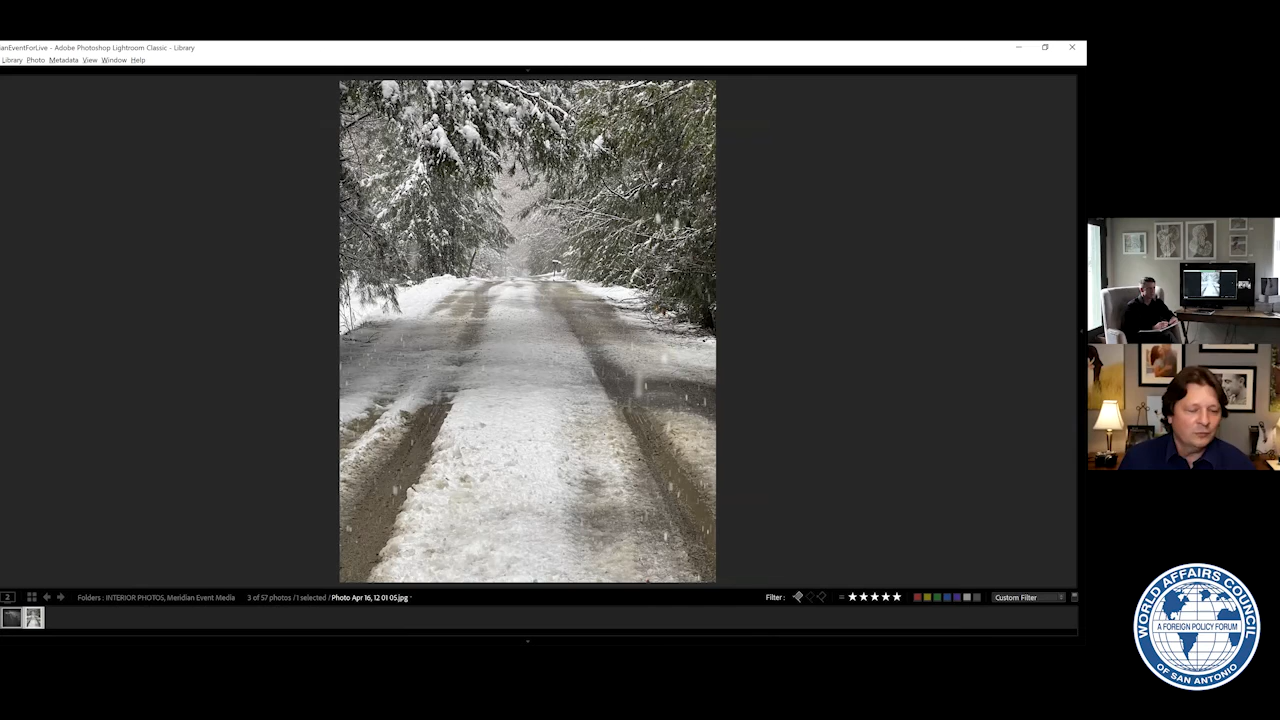 ianEventForLive - Adobe Photoshop Lightroom Classic - Library
Library Photo Metadata View Window Help
2 Folders : INTERIOR PHOTOS, Meridian Event Media 3 of 57 photos / 1 selected / Photo Apr 16, 12 01 05.jpg Filter : Custom Filter
WORLD AFFAIRS COUNCIL
A FOREIGN POLICY FORUM
OF SAN ANTONIO